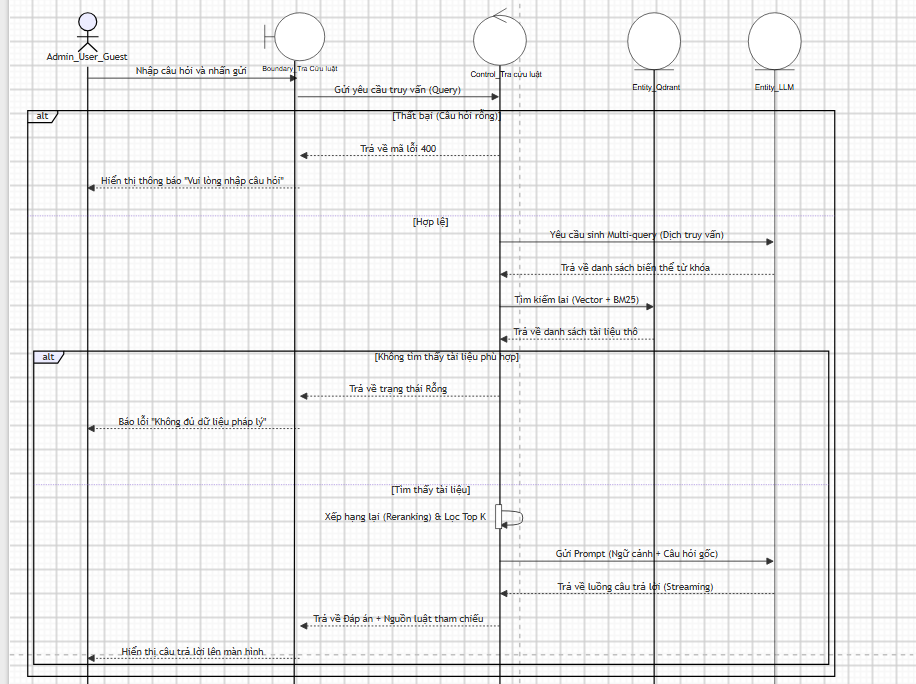 Admin_User_Guest
Boundary_Tra Cứu luật
Control_Tra cứu luật
Entity_Qdrant
Entity_LLM
Nhập câu hỏi và nhấn gửi
Gửi yêu cầu truy vấn (Query)
alt
[Thất bại (Câu hỏi rỗng)]
Trả về mã lỗi 400
Hiển thị thông báo "Vui lòng nhập câu hỏi"
[Hợp lệ]
Yêu cầu sinh Multi-query (Dịch truy vấn)
Trả về danh sách biến thể từ khóa
Tìm kiếm lai (Vector + BM25)
Trả về danh sách tài liệu thô
alt
[Không tìm thấy tài liệu phù hợp]
Trả về trạng thái Rỗng
Báo lỗi "Không đủ dữ liệu pháp lý"
[Tìm thấy tài liệu]
Xếp hạng lại (Reranking) & Lọc Top K
Gửi Prompt (Ngữ cảnh + Câu hỏi gốc)
Trả về luồng câu trả lời (Streaming)
Trả về Đáp án + Nguồn luật tham chiếu
Hiển thị câu trả lời lên màn hình